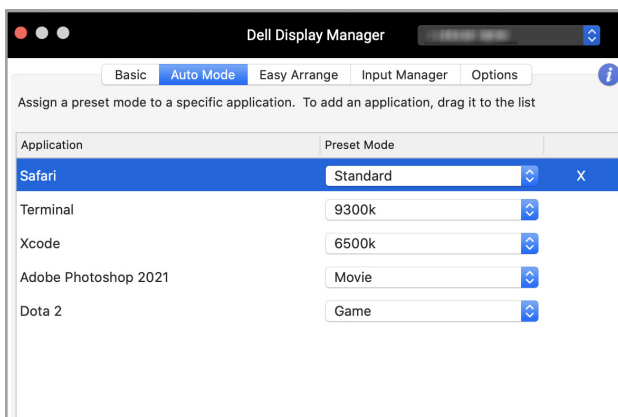 Dell Display Manager
Basic Auto Mode Easy Arrange Input Manager Options
i
Assign a preset mode to a specific application. To add an application, drag it to the list
Application Preset Mode
Safari Standard X
Terminal 9300k
Xcode 6500k
Adobe Photoshop 2021 Movie
Dota 2 Game